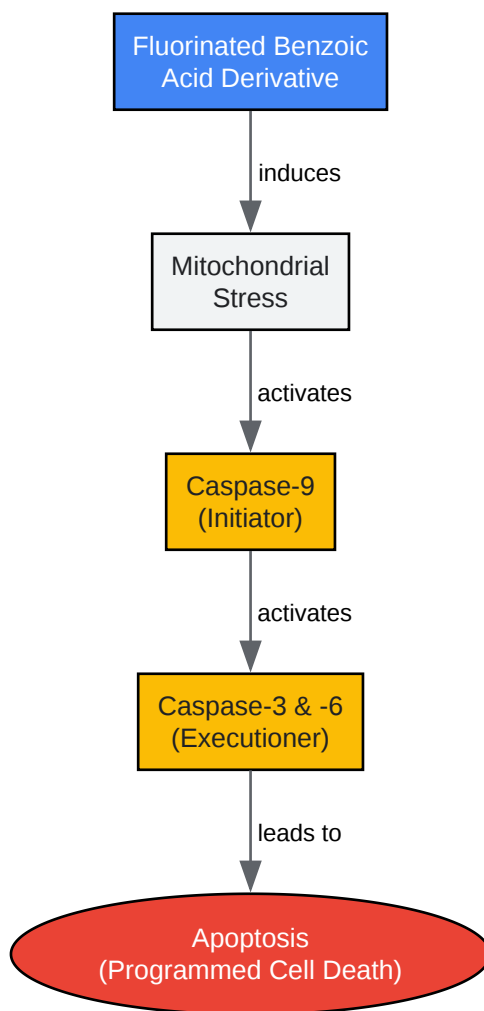 Fluorinated Benzoic
Acid Derivative
induces
Mitochondrial
Stress
activates
Caspase-9
(Initiator)
activates
Caspase-3 & -6
(Executioner)
leads to
Apoptosis
(Programmed Cell Death)